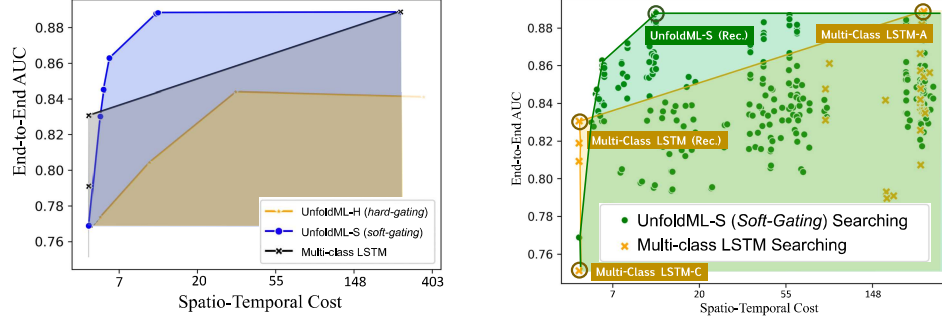 0.88
0.86
0.84
0.82
0.80
0.78
0.76
End-to-End AUC
7 20 55 148 403
Spatio-Temporal Cost
UnfoldML-H (hard-gating)
UnfoldML-S (soft-gating)
Multi-class LSTM
0.88
0.86
0.84
0.82
0.80
0.78
0.76
End-to-End AUC
7 20 55 148
Spatio-Temporal Cost
UnfoldML-S (Rec.)
Multi-Class LSTM-A
Multi-Class LSTM (Rec.)
UnfoldML-S (Soft-Gating) Searching
Multi-class LSTM Searching
Multi-Class LSTM-C